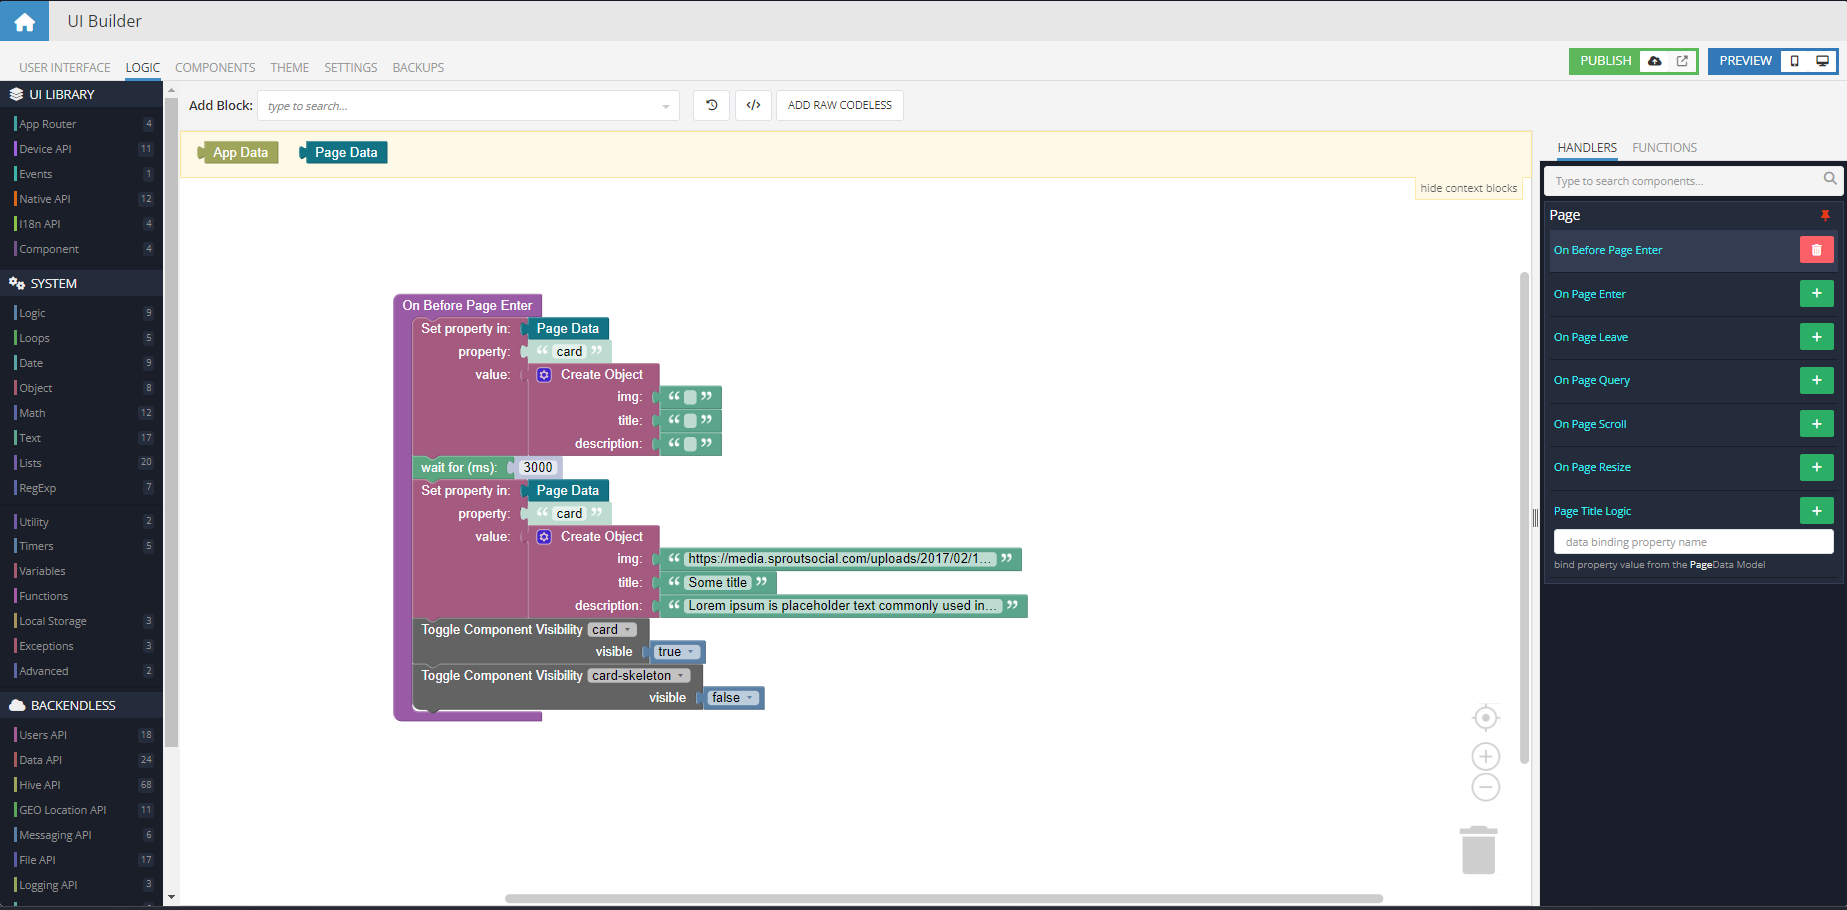 UI Builder
USER INTERFACE LOGIC COMPONENTS THEME SETTINGS BACKUPS
PUBLISH
PREVIEW
UI LIBRARY
App Router 4
Device API 11
Events 1
Native API 12
I18n API 4
Component 4
SYSTEM
Logic 9
Loops 5
Date 9
Object 8
Math 12
Text 17
Lists 20
RegExp 7
Utility 2
Timers 5
Variables
Functions
Local Storage 3
Exceptions 3
Advanced 2
BACKENDLESS
Users API 18
Data API 24
Hive API 68
GEO Location API 11
Messaging API 6
File API 17
Logging API 3
Add Block: type to search...
</> ADD RAW CODELESS
App Data Page Data
hide context blocks
On Before Page Enter
Set property in: Page Data
property: “ card ”
value: Create Object
img: “ ”
title: “ ”
description: “ ”
wait for (ms): 3000
Set property in: Page Data
property: “ card ”
value: Create Object
img: “ https://media.sproutsocial.com/uploads/2017/02/1... ”
title: “ Some title ”
description: “ Lorem ipsum is placeholder text commonly used in... ”
Toggle Component Visibility card
visible true
Toggle Component Visibility card-skeleton
visible false
HANDLERS FUNCTIONS
Type to search components...
Page
On Before Page Enter
On Page Enter +
On Page Leave +
On Page Query +
On Page Scroll +
On Page Resize +
Page Title Logic +
data binding property name
bind property value from the PageData Model